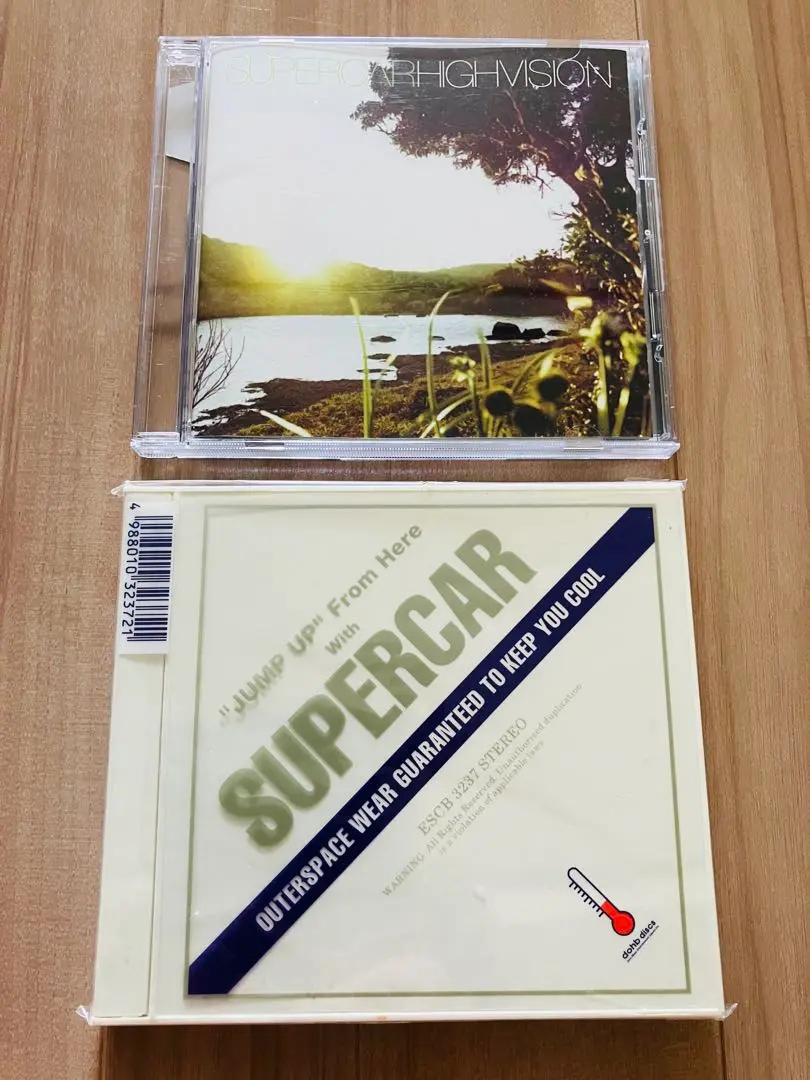 SUPERCARHIGHVISION
4 988010 323721
"JUMP UP" From Here
With
SUPERCAR
OUTERSPACE WEAR GUARANTEED TO KEEP YOU COOL
ESCB 3237 STEREO
WARNING: All Rights Reserved. Unauthorized duplication
is a violation of applicable laws
dohb discs